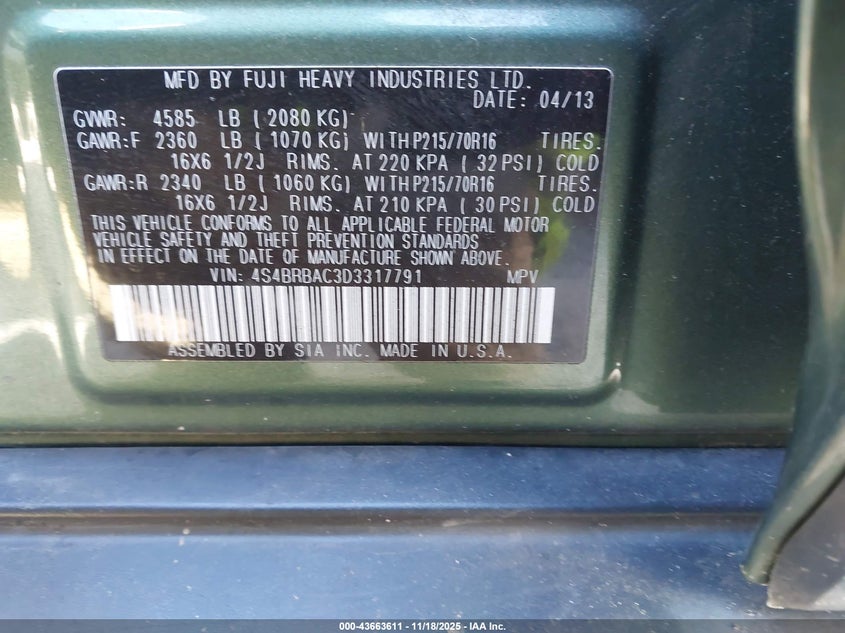 MFD BY FUJI HEAVY INDUSTRIES LTD.
DATE: 04/13
GVWR: 4585 LB ( 2080 KG)
GAWR:F 2360 LB ( 1070 KG) WITH P215/70R16 TIRES.
16X6 1/2J RIMS. AT 220 KPA ( 32 PSI) COLD
GAWR:R 2340 LB ( 1060 KG) WITH P215/70R16 TIRES.
16X6 1/2J RIMS. AT 210 KPA ( 30 PSI) COLD
THIS VEHICLE CONFORMS TO ALL APPLICABLE FEDERAL MOTOR
VEHICLE SAFETY AND THEFT PREVENTION STANDARDS
IN EFFECT ON THE DATE OF MANUFACTURE SHOWN ABOVE.
VIN: 4S4BRBAC3D3317791 MPV
ASSEMBLED BY SIA INC. MADE IN U.S.A.
000-43663611 - 11/18/2025 - IAA Inc.